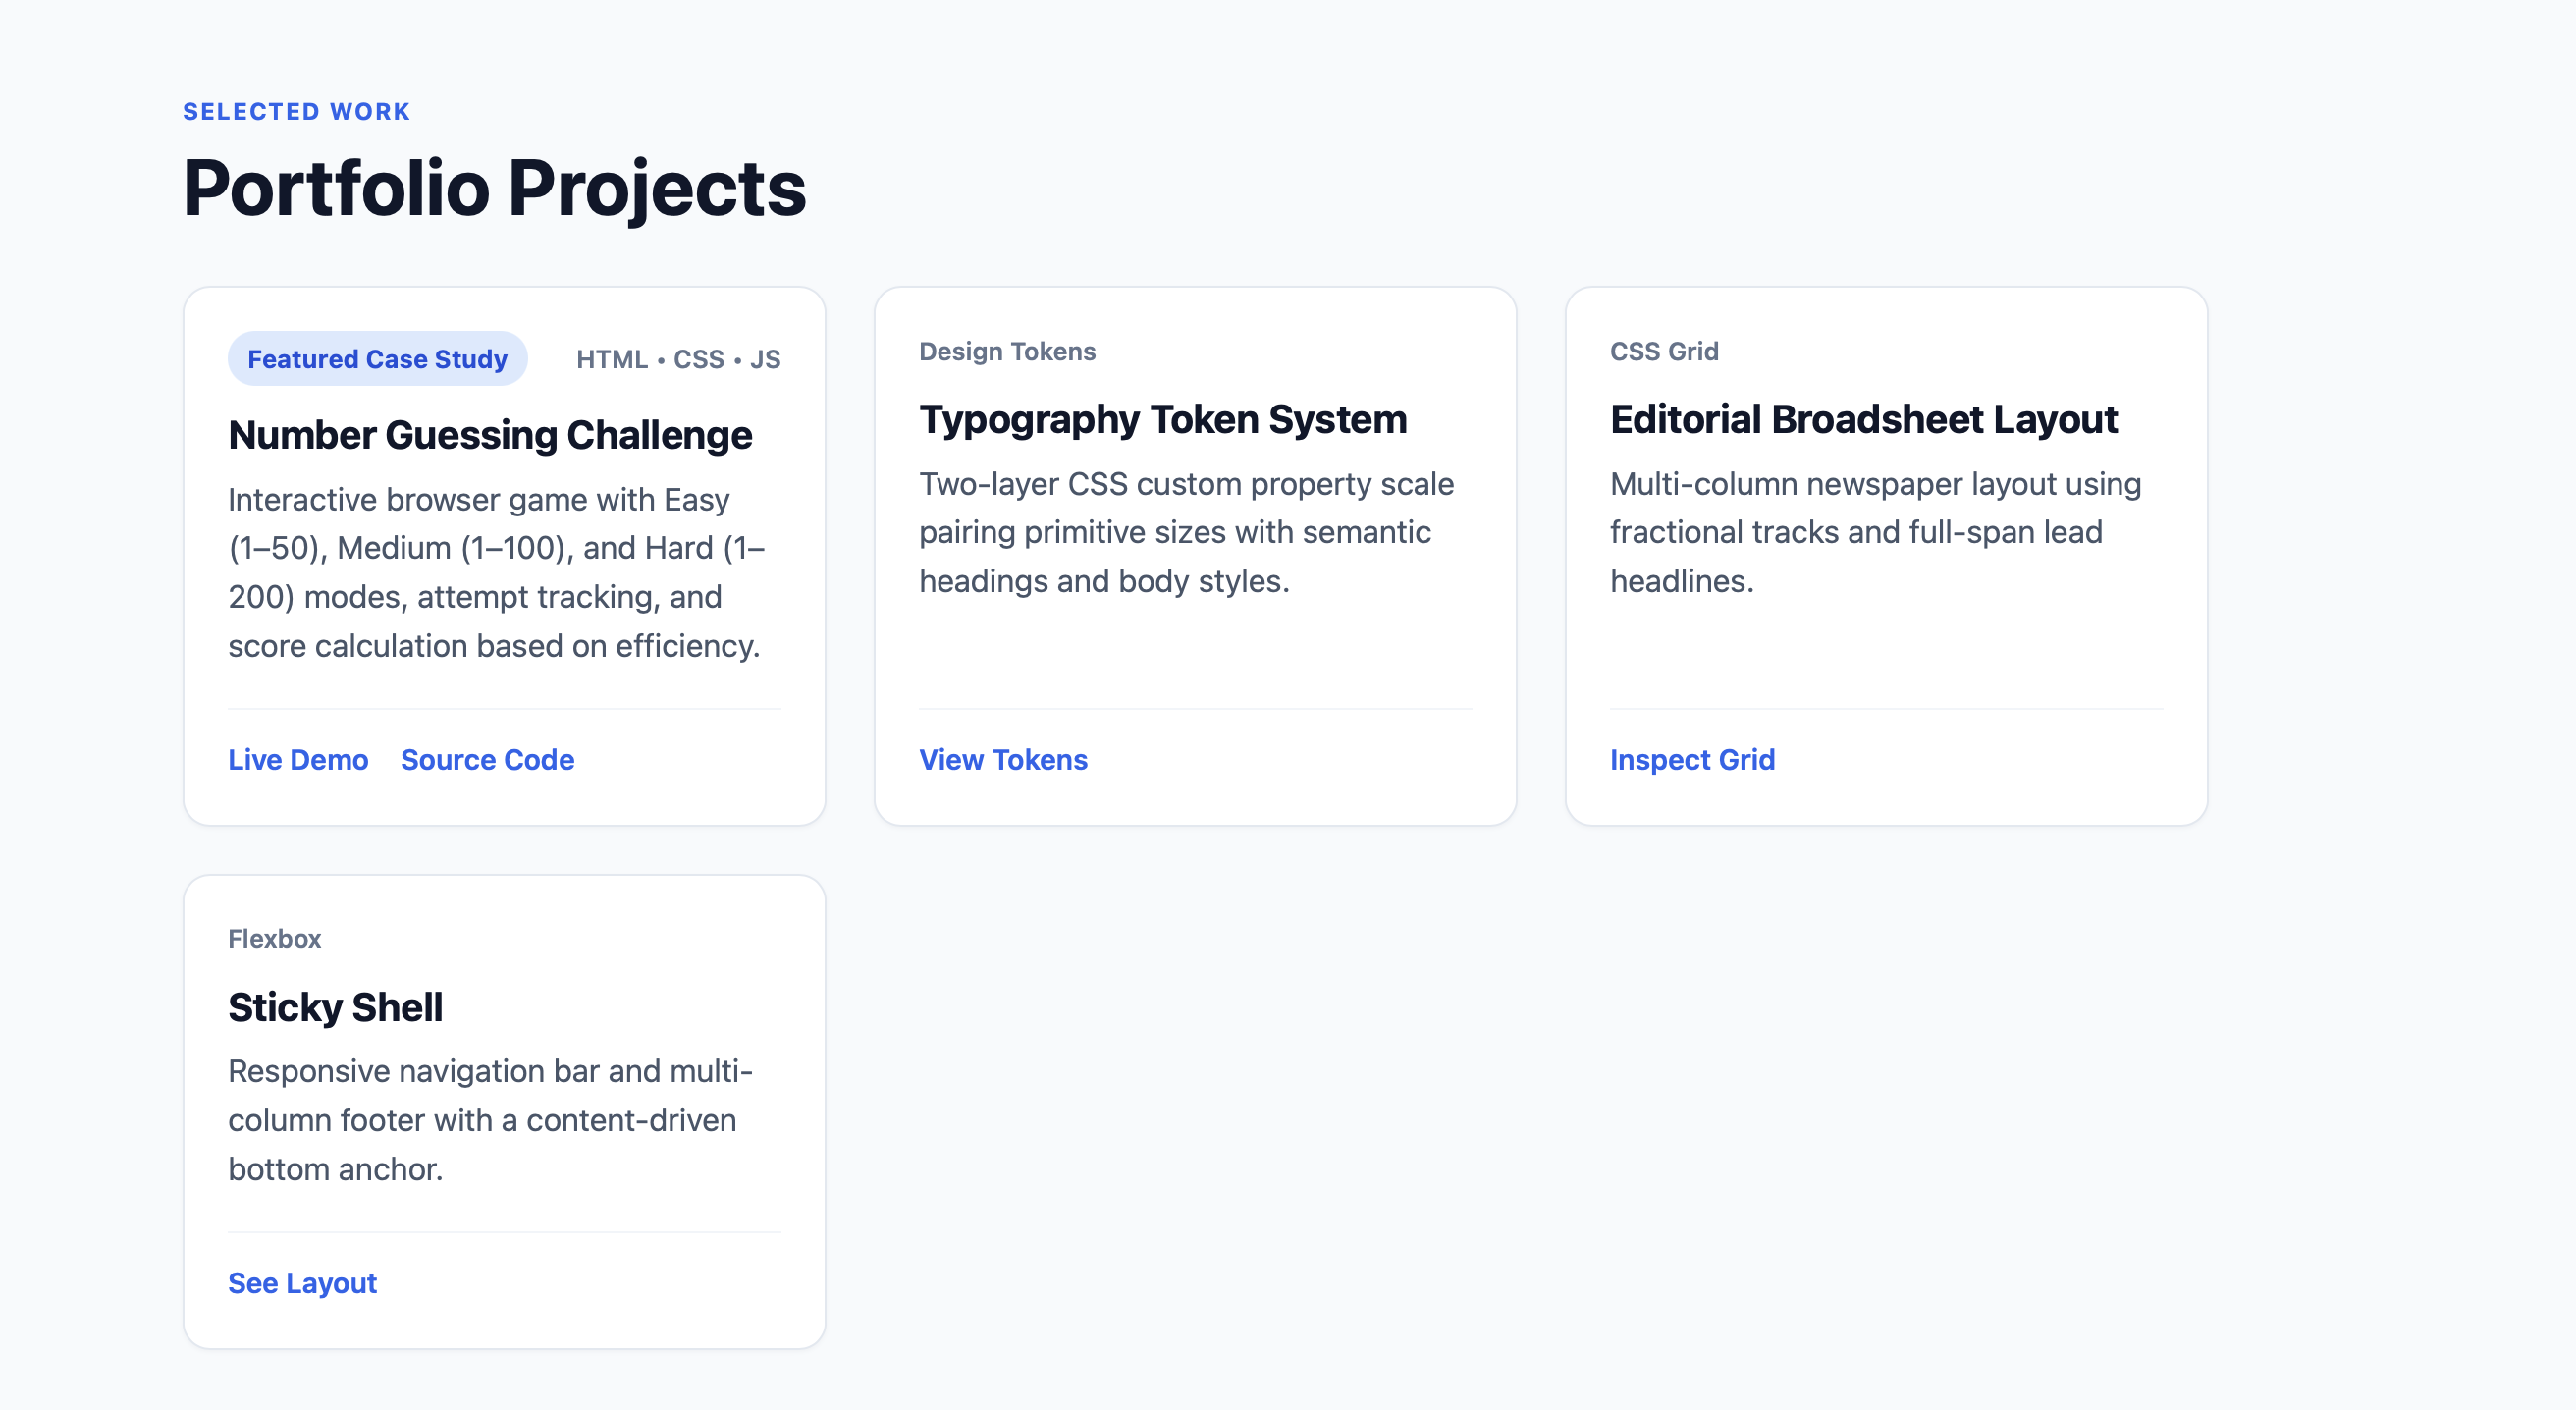 SELECTED WORK
Portfolio Projects
Featured Case Study
HTML • CSS • JS
Number Guessing Challenge
Interactive browser game with Easy
(1–50), Medium (1–100), and Hard (1–
200) modes, attempt tracking, and
score calculation based on efficiency.
Live Demo
Source Code
Design Tokens
Typography Token System
Two-layer CSS custom property scale
pairing primitive sizes with semantic
headings and body styles.
View Tokens
CSS Grid
Editorial Broadsheet Layout
Multi-column newspaper layout using
fractional tracks and full-span lead
headlines.
Inspect Grid
Flexbox
Sticky Shell
Responsive navigation bar and multi-
column footer with a content-driven
bottom anchor.
See Layout